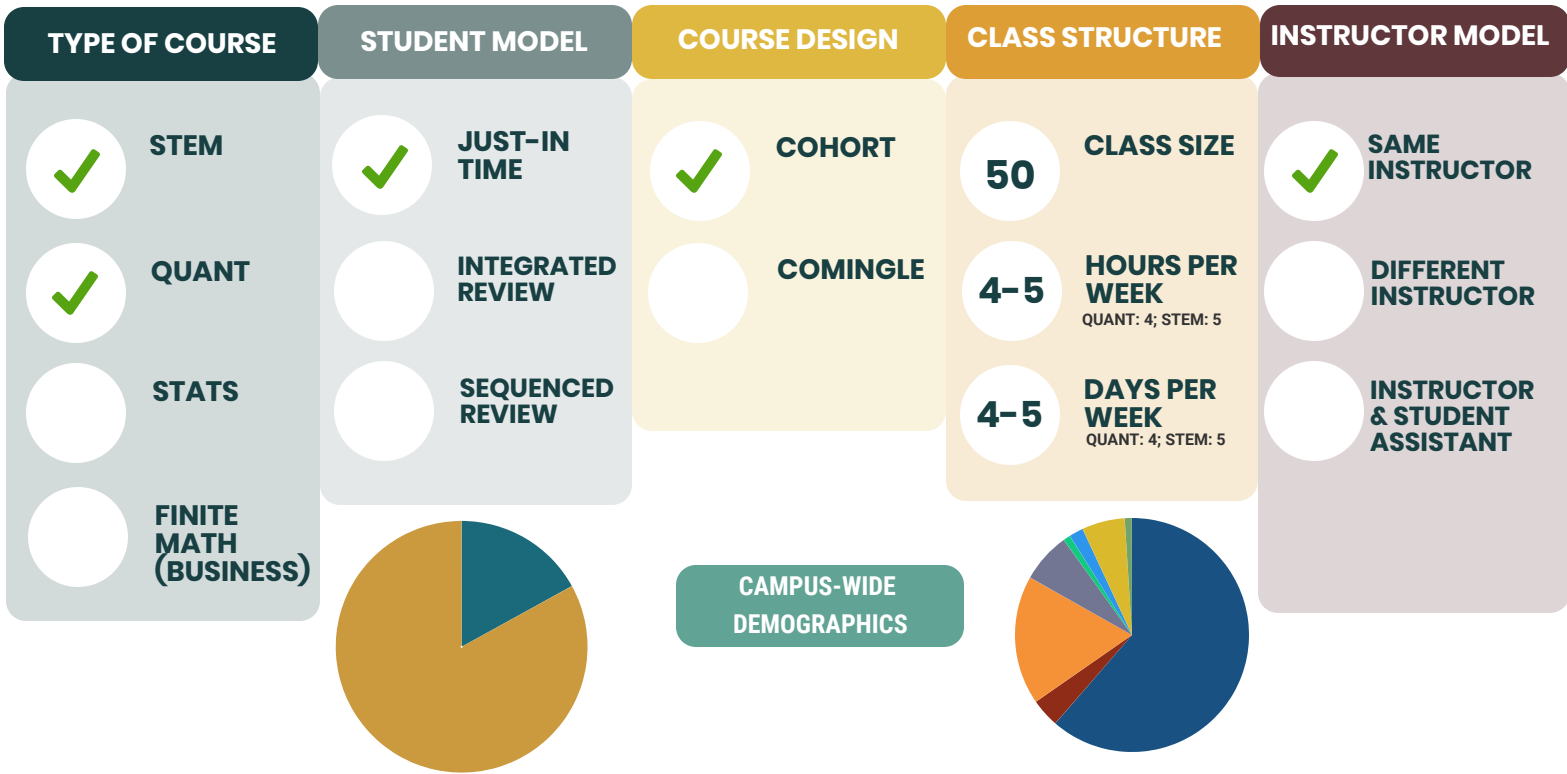 TYPE OF COURSE
STEM
QUANT
STATS
FINITE
MATH
(BUSINESS)
STUDENT MODEL
JUST-IN
TIME
INTEGRATED
REVIEW
SEQUENCED
REVIEW
COURSE DESIGN
COHORT
COMINGLE
CLASS STRUCTURE
50
CLASS SIZE
4-5
HOURS PER
WEEK
QUANT: 4; STEM: 5
4-5
DAYS PER
WEEK
QUANT: 4; STEM: 5
INSTRUCTOR MODEL
SAME
INSTRUCTOR
DIFFERENT
INSTRUCTOR
INSTRUCTOR
& STUDENT
ASSISTANT
CAMPUS-WIDE
DEMOGRAPHICS